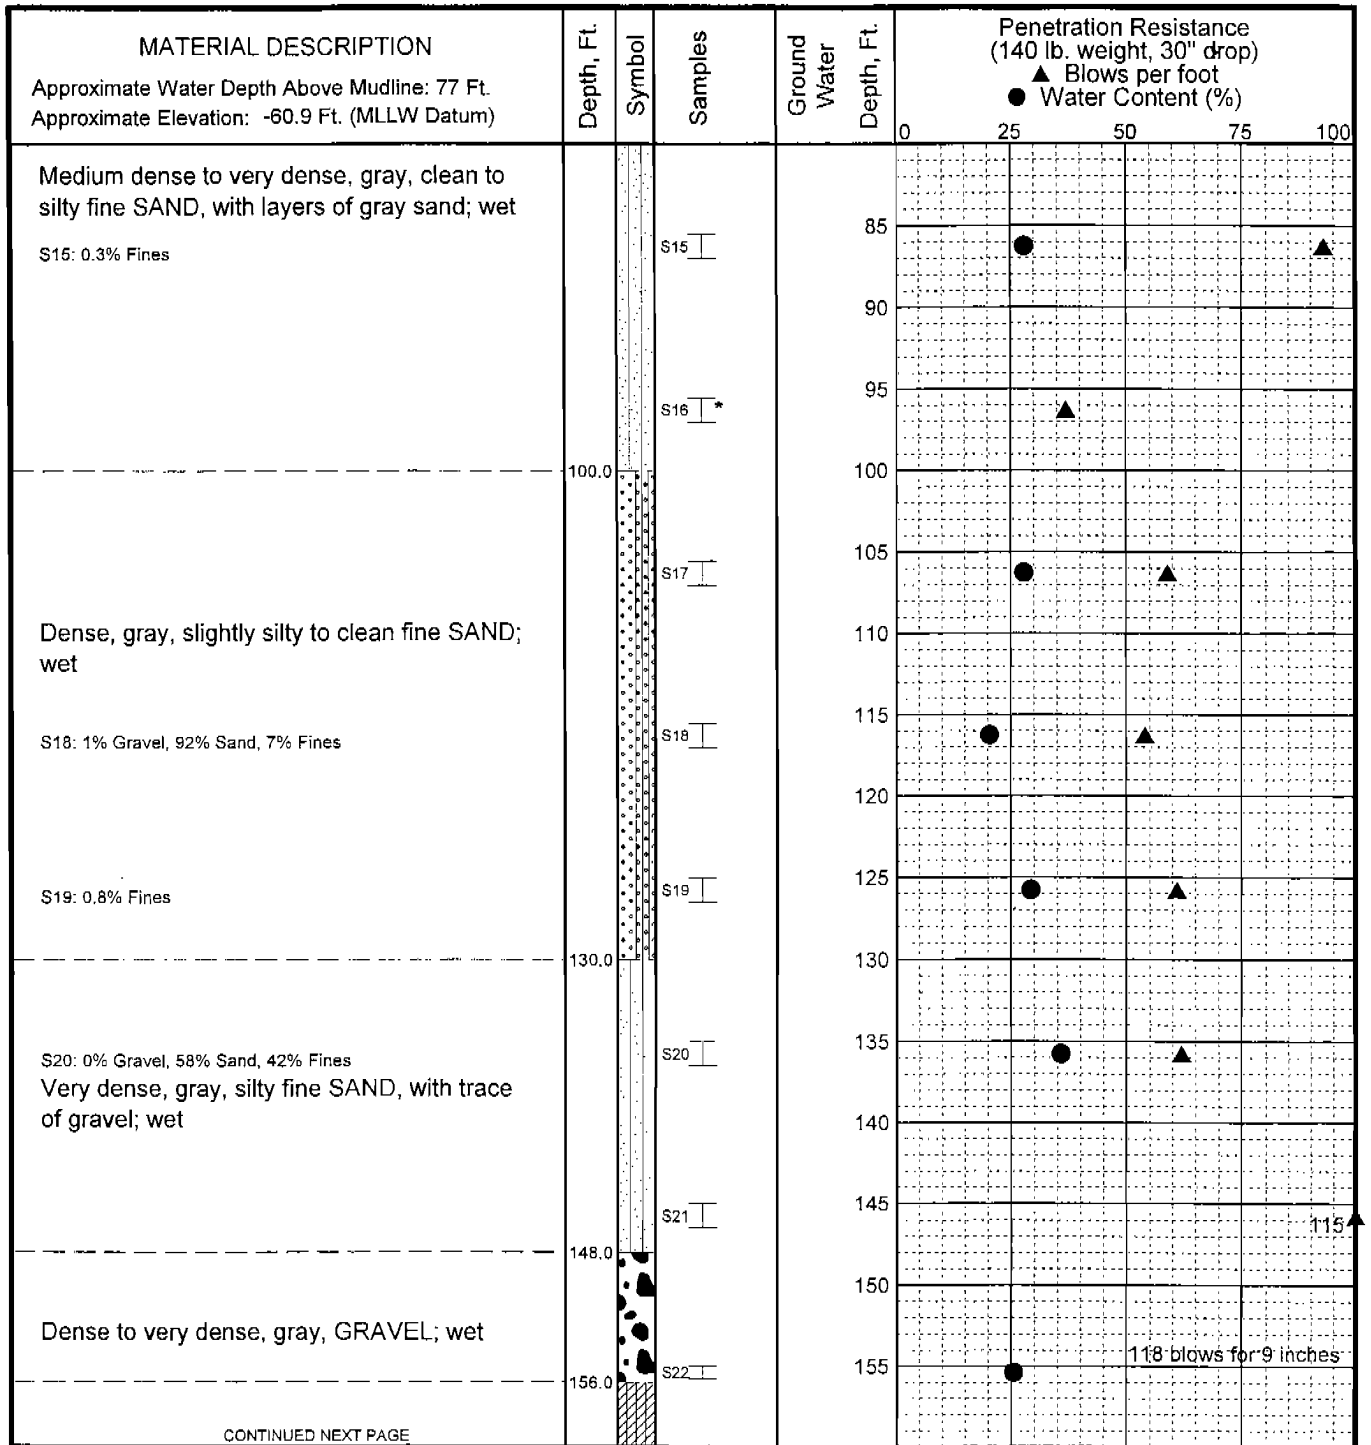 MATERIAL DESCRIPTION
Approximate Water Depth Above Mudline: 77 Ft.
Approximate Elevation: -60.9 Ft. (MLLW Datum)
Depth, Ft.
Symbol
Samples
Ground
Water
Depth, Ft.
Penetration Resistance
(140 lb. weight, 30" drop)
▲ Blows per foot
● Water Content (%)
0 25 50 75 100
Medium dense to very dense, gray, clean to
silty fine SAND, with layers of gray sand; wet
S15: 0.3% Fines
S15
85
90
95
S16 *
100.0
100
S17
105
110
Dense, gray, slightly silty to clean fine SAND;
wet
S18: 1% Gravel, 92% Sand, 7% Fines
S18
115
120
S19: 0.8% Fines
S19
125
130.0
130
S20: 0% Gravel, 58% Sand, 42% Fines
S20
135
Very dense, gray, silty fine SAND, with trace
of gravel; wet
140
145
S21
115
148.0
150
Dense to very dense, gray, GRAVEL; wet
118 blows for 9 inches
155
S22
156.0
CONTINUED NEXT PAGE